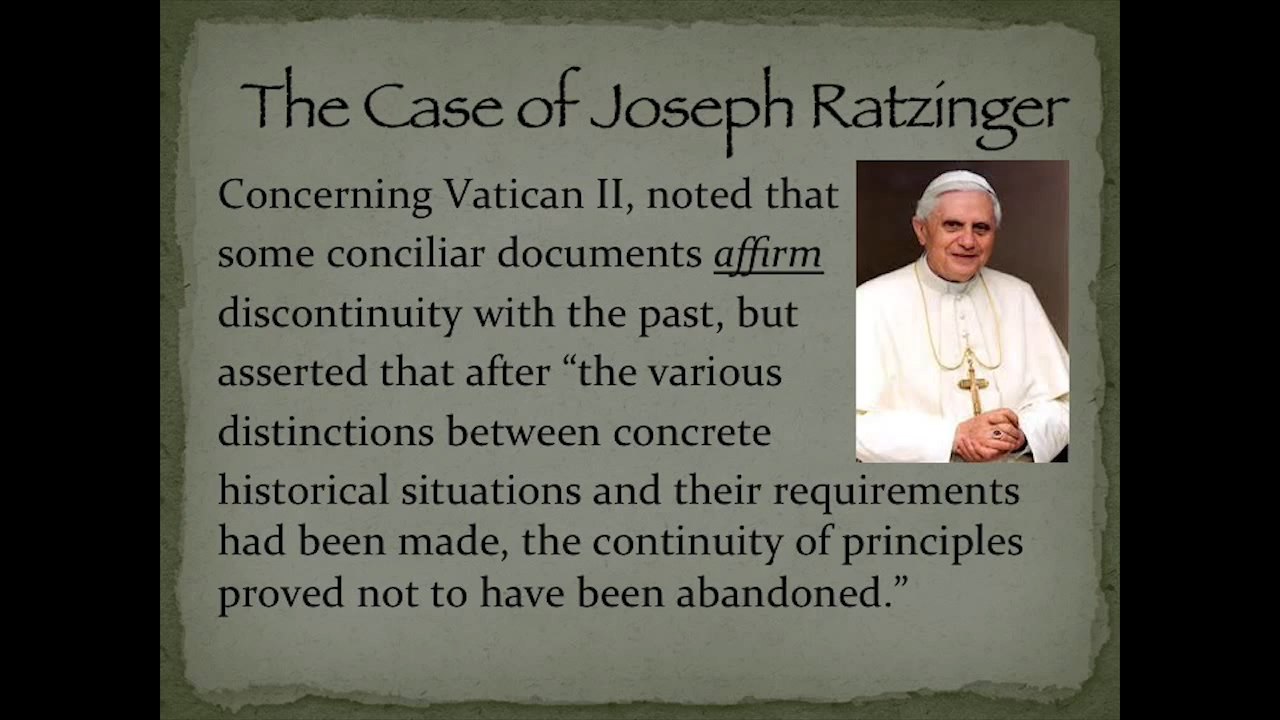 The Case of Joseph Ratzinger
Concerning Vatican II, noted that
some conciliar documents affirm
discontinuity with the past, but
asserted that after “the various
distinctions between concrete
historical situations and their requirements
had been made, the continuity of principles
proved not to have been abandoned.”